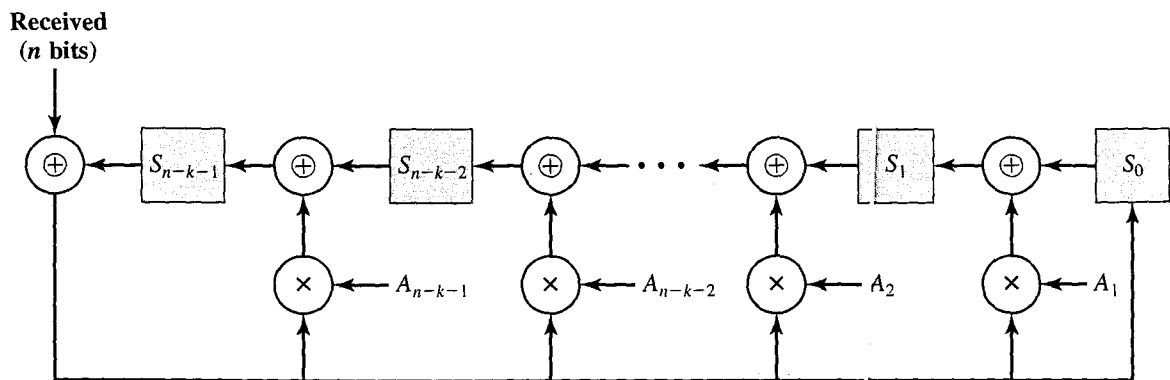 Received
(n bits)
⊕ S_{n-k-1} ⊕ S_{n-k-2} ⊕ ··· ⊕ S_1 ⊕ S_0
× A_{n-k-1} × A_{n-k-2} × A_2 × A_1